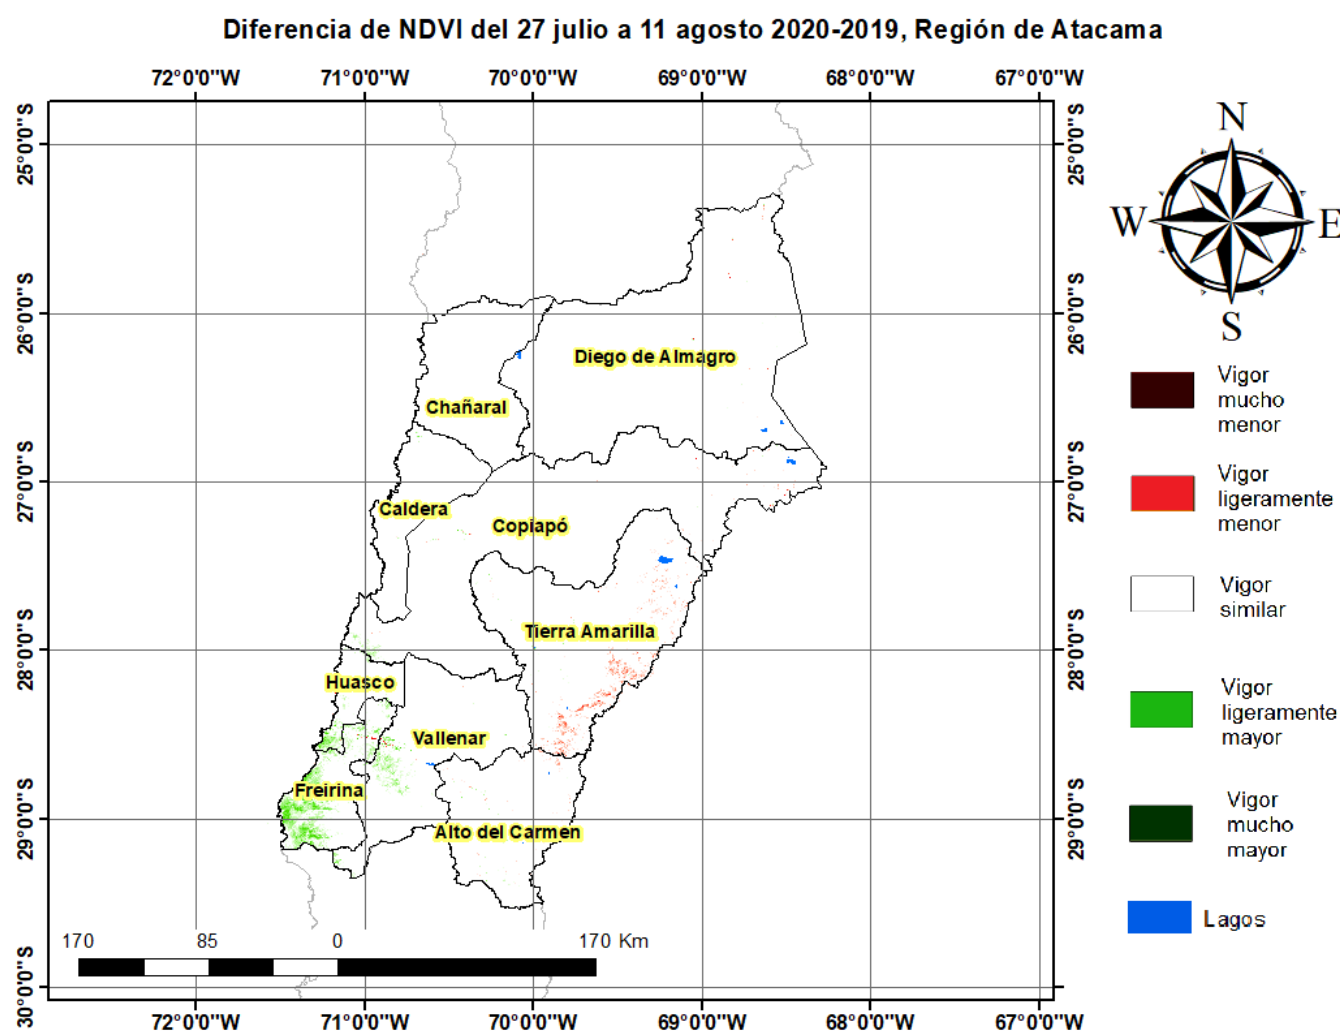 Diferencia de NDVI del 27 julio a 11 agosto 2020-2019, Región de Atacama
72°0'0"W 71°0'0"W 70°0'0"W 69°0'0"W 68°0'0"W 67°0'0"W
25°0'0"S 25°0'0"S
N
W E
S
26°0'0"S 26°0'0"S
Diego de Almagro
Chañaral
Vigor
mucho
menor
27°0'0"S 27°0'0"S
Caldera
Copiapó
Vigor
ligeramente
menor
Vigor
similar
Tierra Amarilla
28°0'0"S 28°0'0"S
Huasco
Vallenar
Vigor
ligeramente
mayor
Freirina
29°0'0"S 29°0'0"S
Alto del Carmen
Vigor
mucho
mayor
Lagos
170 85 0 170 Km
30°0'0"S 30°0'0"S
72°0'0"W 71°0'0"W 70°0'0"W 69°0'0"W 68°0'0"W 67°0'0"W